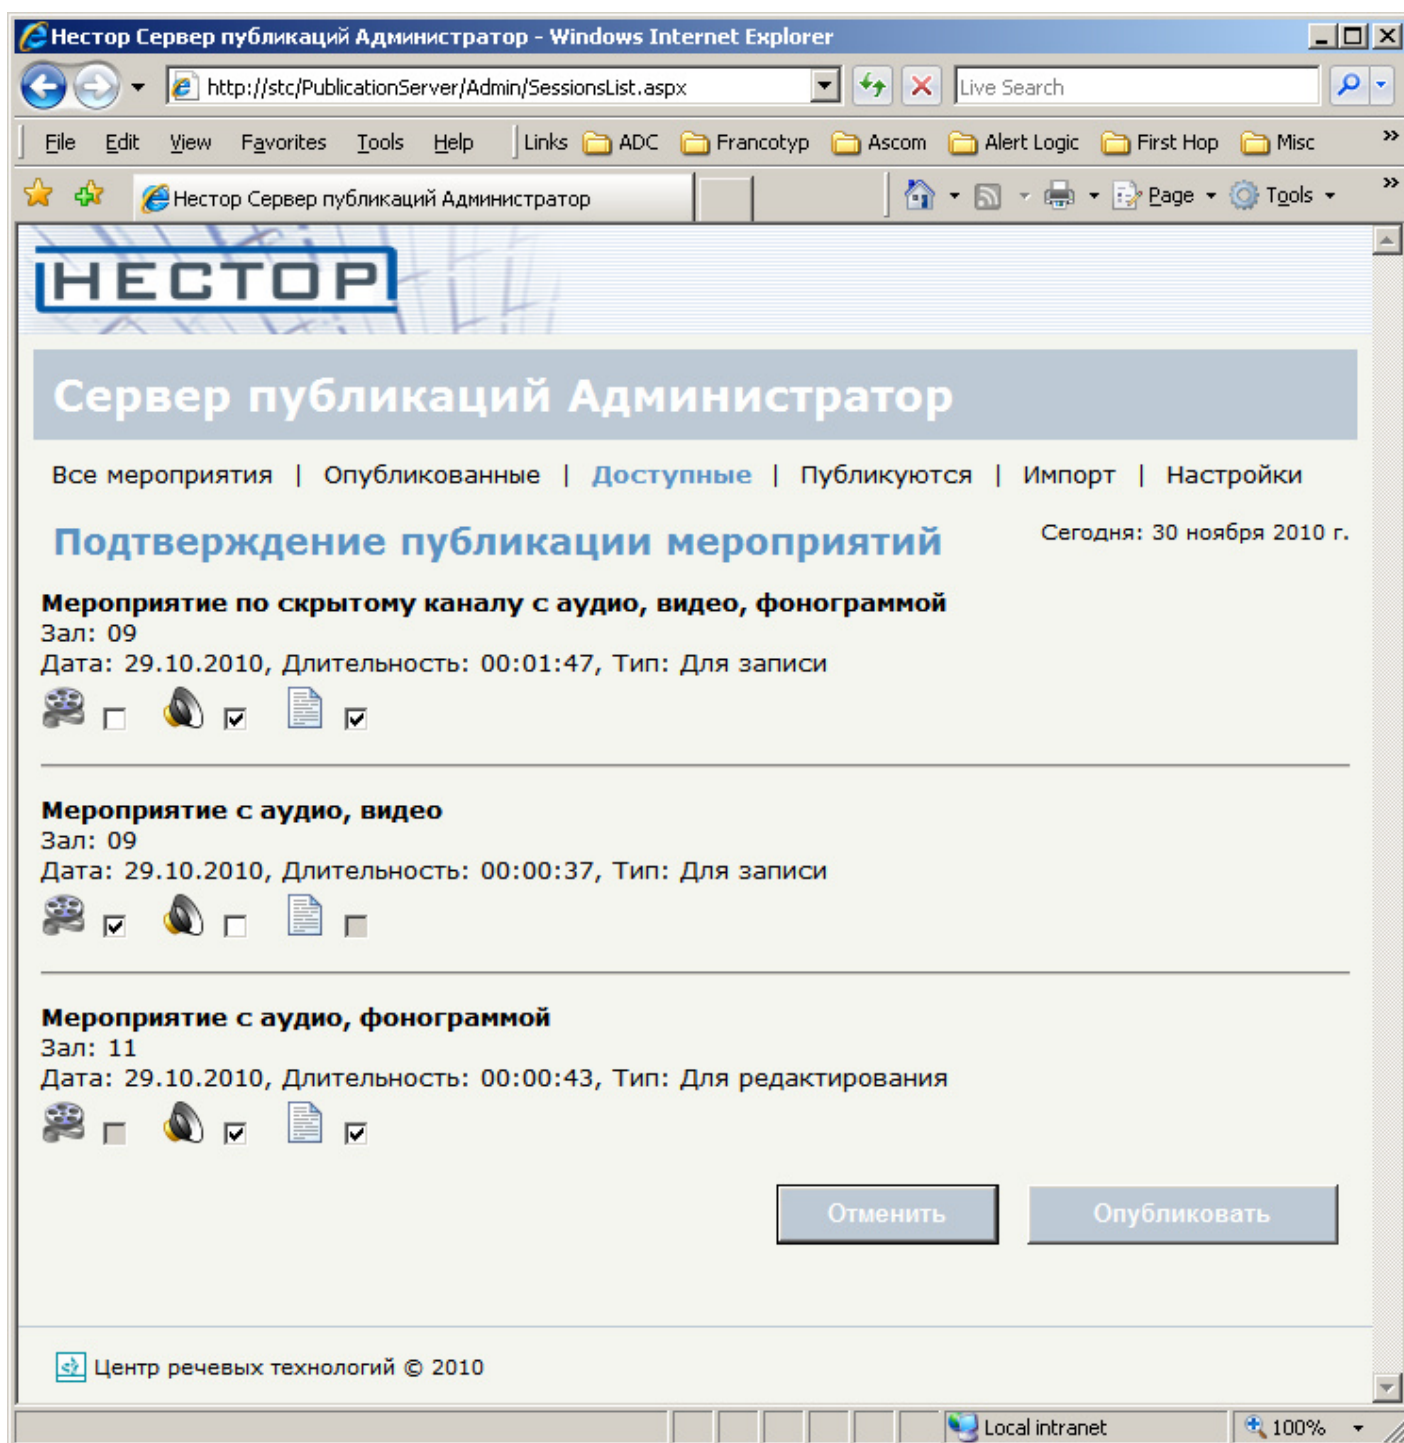 Нестор Сервер публикаций Администратор - Windows Internet Explorer
http://stc/PublicationServer/Admin/SessionsList.aspx Live Search
File Edit View Favorites Tools Help Links ADC Francotyp Ascom Alert Logic First Hop Misc »
Нестор Сервер публикаций Администратор Page Tools »
НЕСТОР
Сервер публикаций Администратор
Все мероприятия | Опубликованные | Доступные | Публикуются | Импорт | Настройки
Подтверждение публикации мероприятий Сегодня: 30 ноября 2010 г.
Мероприятие по скрытому каналу с аудио, видео, фонограммой
Зал: 09
Дата: 29.10.2010, Длительность: 00:01:47, Тип: Для записи
Мероприятие с аудио, видео
Зал: 09
Дата: 29.10.2010, Длительность: 00:00:37, Тип: Для записи
Мероприятие с аудио, фонограммой
Зал: 11
Дата: 29.10.2010, Длительность: 00:00:43, Тип: Для редактирования
Отменить Опубликовать
Центр речевых технологий © 2010
Local intranet 100%